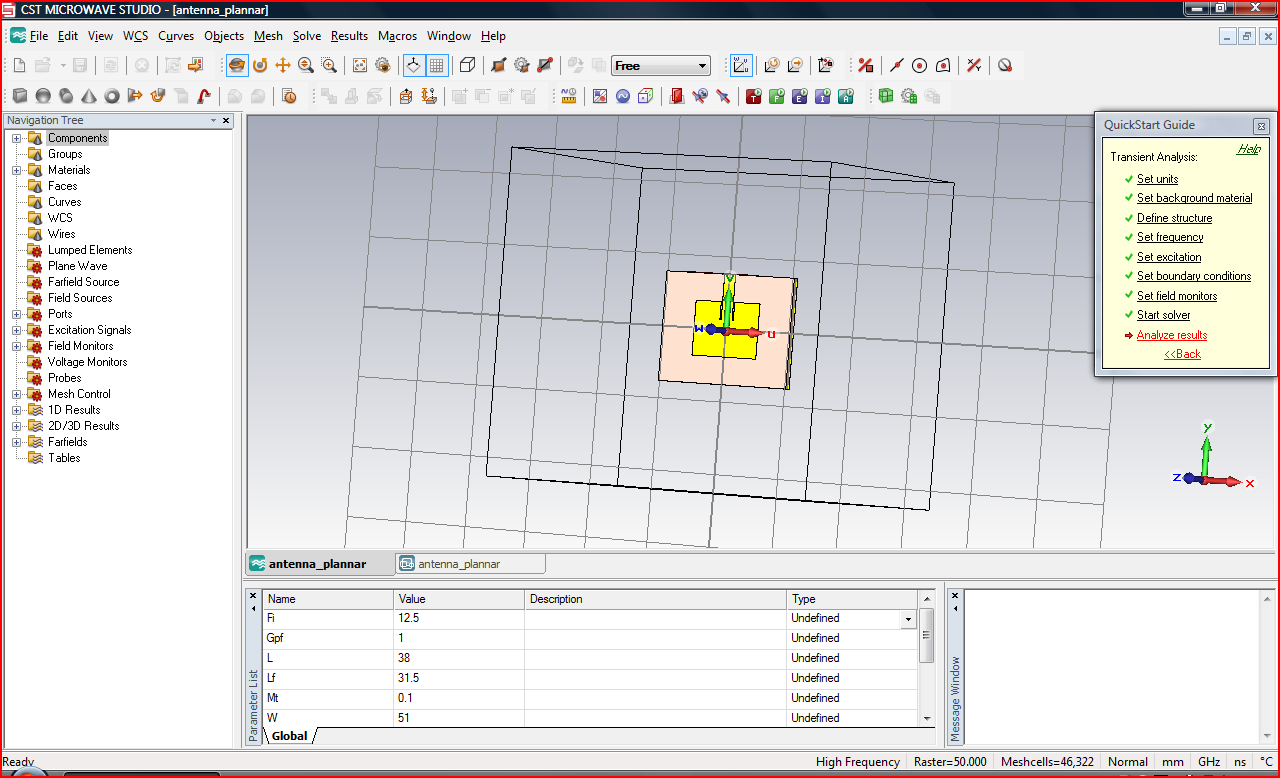 CST MICROWAVE STUDIO - [antenna_plannar]
File Edit View WCS Curves Objects Mesh Solve Results Macros Window Help
Free
Navigation Tree
Components
Groups
Materials
Faces
Curves
WCS
Wires
Lumped Elements
Plane Wave
Farfield Source
Field Sources
Ports
Excitation Signals
Field Monitors
Voltage Monitors
Probes
Mesh Control
1D Results
2D/3D Results
Farfields
Tables
v
w
u
y
z
x
QuickStart Guide
Help
Transient Analysis:
Set units
Set background material
Define structure
Set frequency
Set excitation
Set boundary conditions
Set field monitors
Start solver
Analyze results
<<Back
antenna_plannar antenna_plannar
Parameter List
Name Value Description Type
Fi 12.5 Undefined
Gpf 1 Undefined
L 38 Undefined
Lf 31.5 Undefined
Mt 0.1 Undefined
W 51 Undefined
Global
Message Window
Ready High Frequency Raster=50.000 Meshcells=46,322 Normal mm GHz ns °C